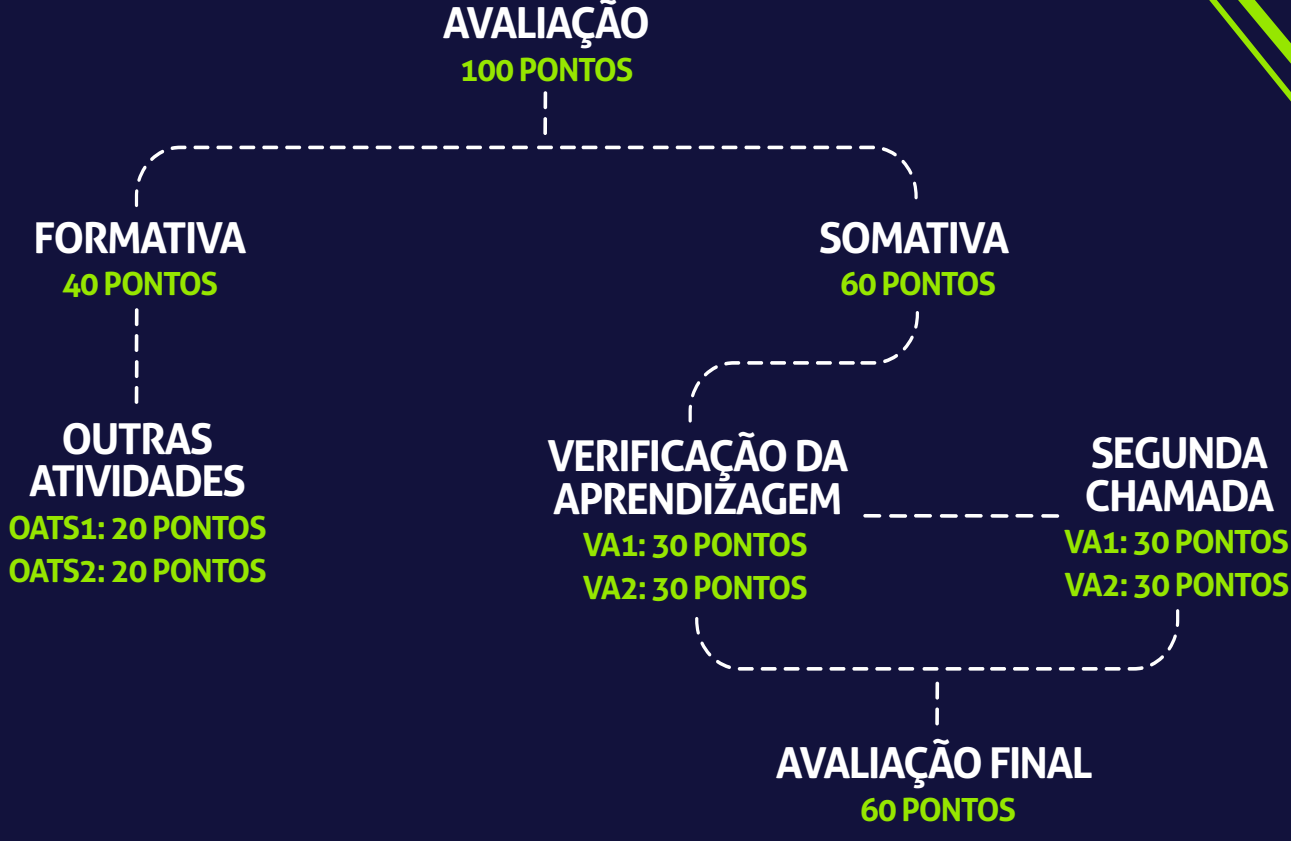 AVALIAÇÃO
100 PONTOS
FORMATIVA
40 PONTOS
SOMATIVA
60 PONTOS
OUTRAS
ATIVIDADES
OATS1: 20 PONTOS
OATS2: 20 PONTOS
VERIFICAÇÃO DA
APRENDIZAGEM
VA1: 30 PONTOS
VA2: 30 PONTOS
SEGUNDA
CHAMADA
VA1: 30 PONTOS
VA2: 30 PONTOS
AVALIAÇÃO FINAL
60 PONTOS